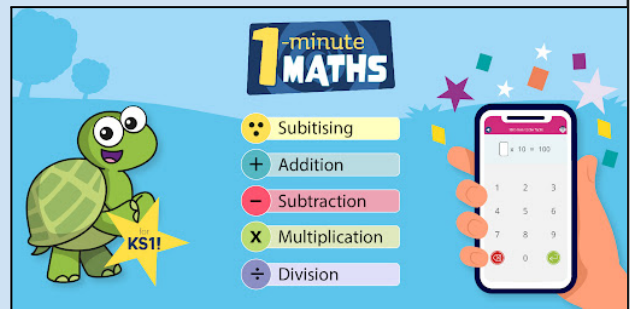 1-minute
MATHS
Subitising
+ Addition
− Subtraction
x Multiplication
÷ Division
for
KS1!
x 10 = 100
1 2 3
4 5 6
7 8 9
0